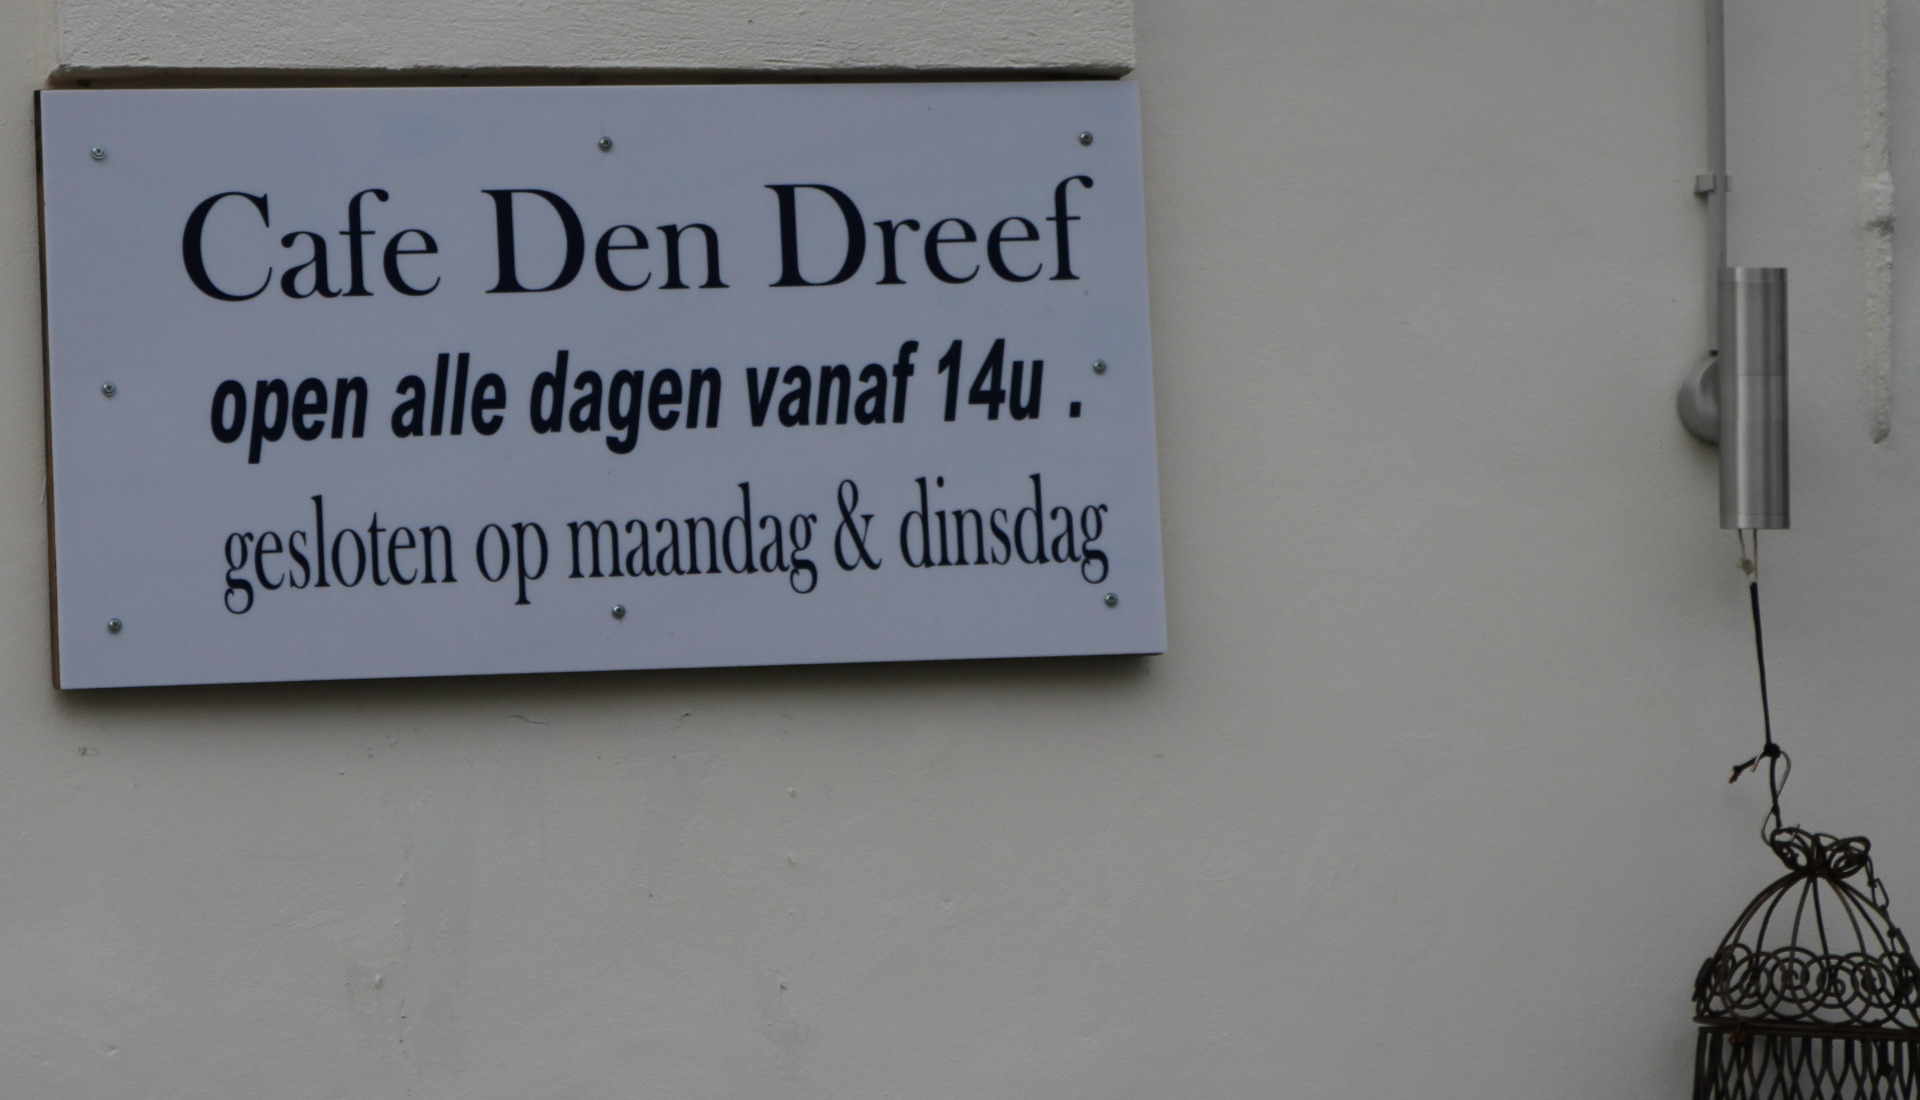 Cafe Den Dreef
open alle dagen vanaf 14u .
gesloten op maandag & dinsdag